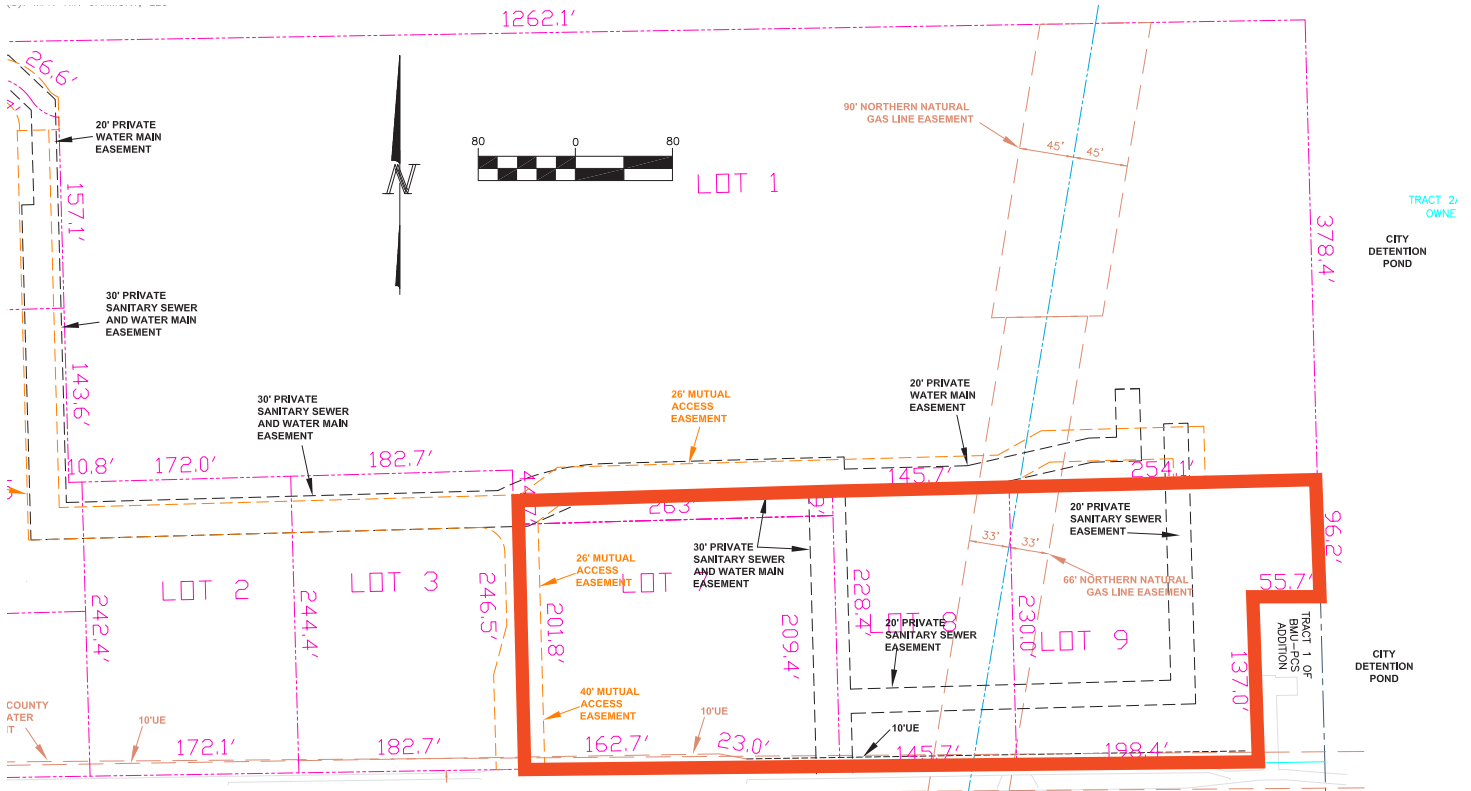 1262.1'
26.6'
20' PRIVATE
WATER MAIN
EASEMENT
157.1'
30' PRIVATE
SANITARY SEWER
AND WATER MAIN
EASEMENT
143.6'
N
80 0 80
LOT 1
90' NORTHERN NATURAL
GAS LINE EASEMENT
45' 45'
378.4'
TRACT 2
OWNE
CITY
DETENTION
POND
30' PRIVATE
SANITARY SEWER
AND WATER MAIN
EASEMENT
26' MUTUAL
ACCESS
EASEMENT
20' PRIVATE
WATER MAIN
EASEMENT
10.8' 172.0' 182.7'
145.7' 254.1'
263
96.2'
30' PRIVATE
SANITARY SEWER
AND WATER MAIN
EASEMENT
20' PRIVATE
SANITARY SEWER
EASEMENT
33' 33'
26' MUTUAL
ACCESS
EASEMENT
66' NORTHERN NATURAL
GAS LINE EASEMENT
55.7'
LOT 2
LOT 3
LOT 7
LOT 8
LOT 9
242.4'
244.4'
246.5'
201.8'
209.4'
228.4'
230.0'
137.0'
20' PRIVATE
SANITARY SEWER
EASEMENT
TRACT 1 OF
BMU-PCS
ADDITION
CITY
DETENTION
POND
40' MUTUAL
ACCESS
EASEMENT
COUNTY
ATER
10'UE
10'UE
10'UE
172.1' 182.7' 162.7' 23.0' 145.7' 198.4'